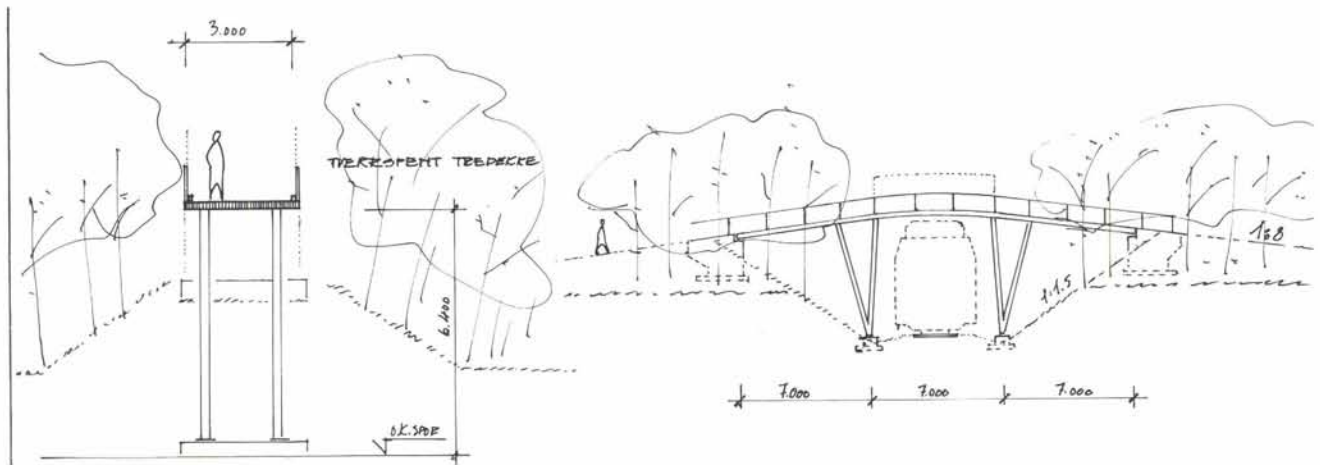 3.000
TVERRSPENT TREDEKKE
6.400
O.K. SPOR
1:8
1:1.5
7.000 7.000 7.000